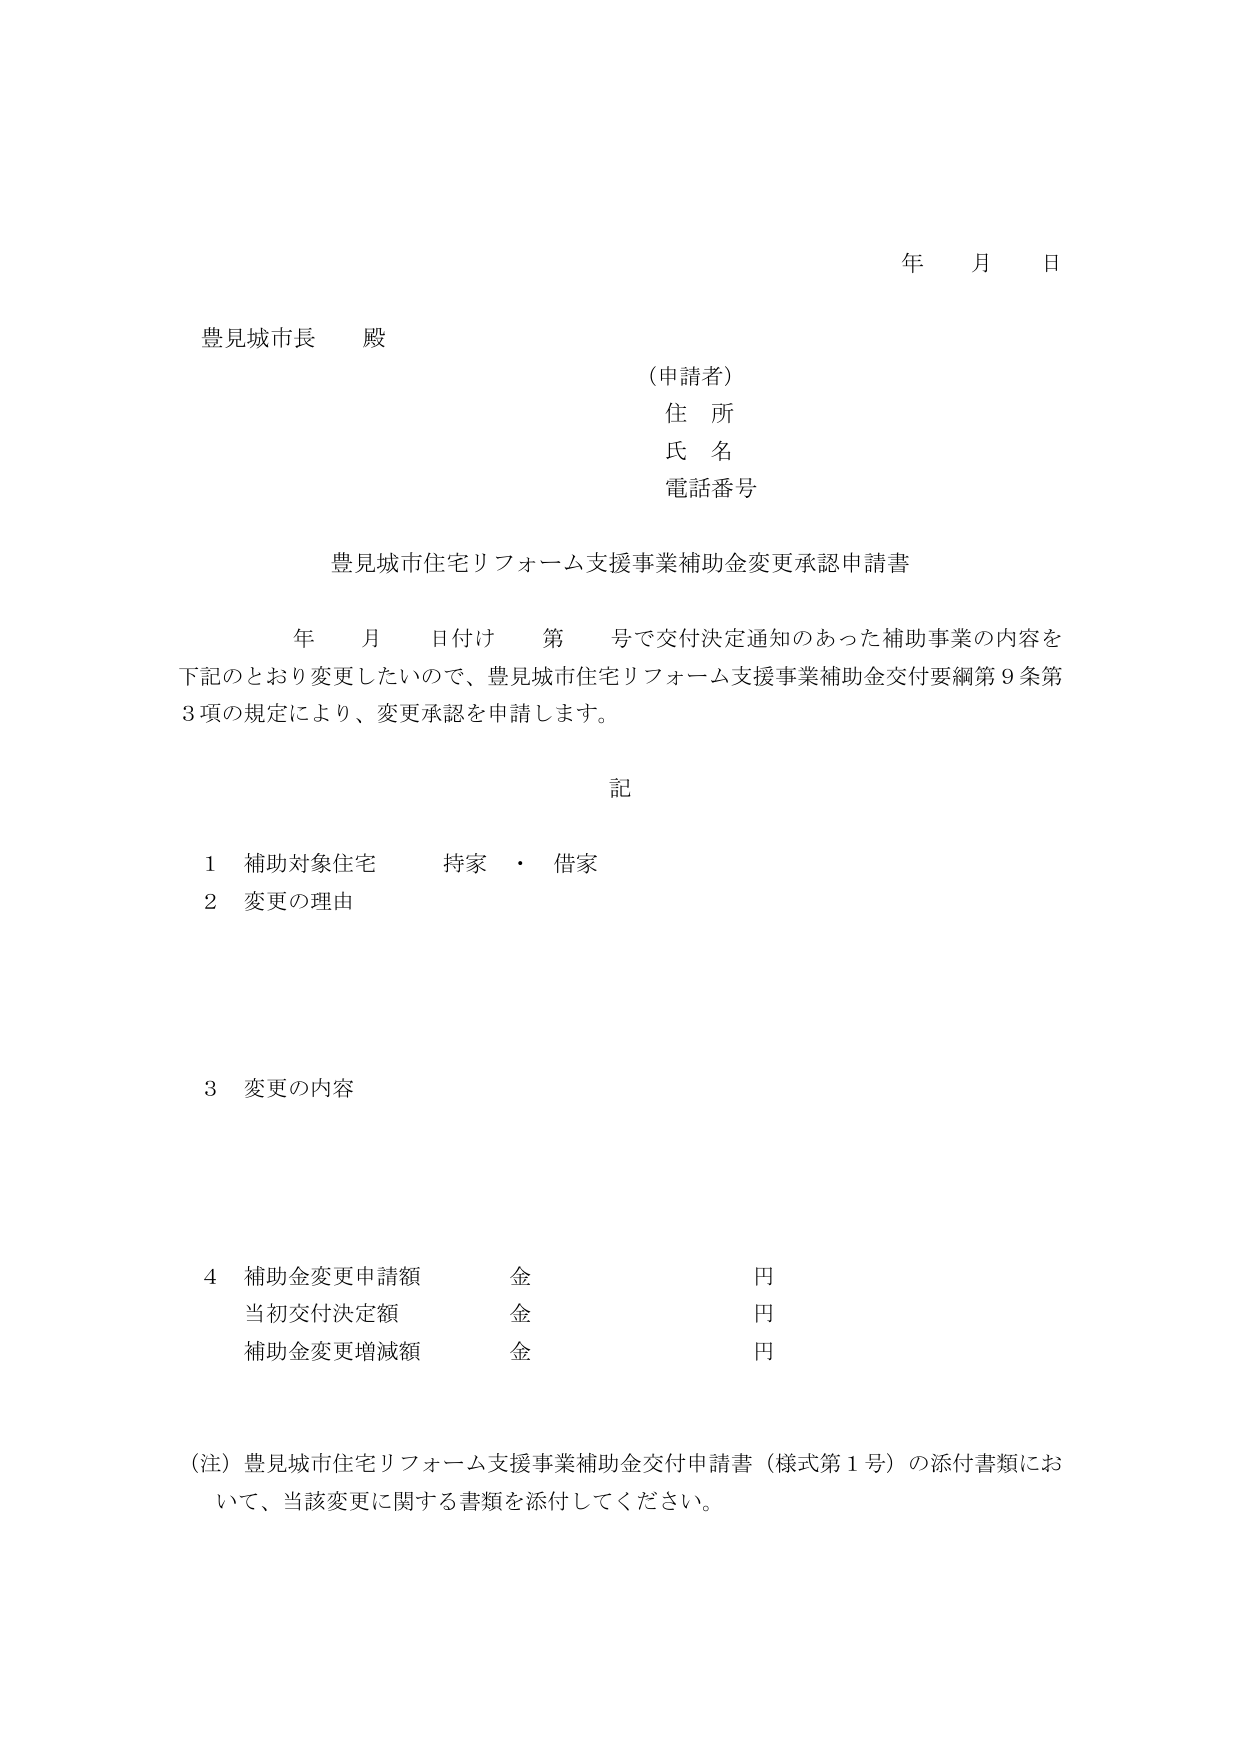 年　　月　　日
豊見城市長　　殿
（申請者）
住　所
氏　名
電話番号
豊見城市住宅リフォーム支援事業補助金変更承認申請書
年　　月　　日付け　　第　　号で交付決定通知のあった補助事業の内容を
下記のとおり変更したいので、豊見城市住宅リフォーム支援事業補助金交付要綱第９条第
３項の規定により、変更承認を申請します。
記
１　補助対象住宅　　　持家　・　借家
２　変更の理由
３　変更の内容
４　補助金変更申請額　　　　金　　　　　　　　　　円
当初交付決定額　　　　　金　　　　　　　　　　円
補助金変更増減額　　　　金　　　　　　　　　　円
（注）豊見城市住宅リフォーム支援事業補助金交付申請書（様式第１号）の添付書類にお
いて、当該変更に関する書類を添付してください。